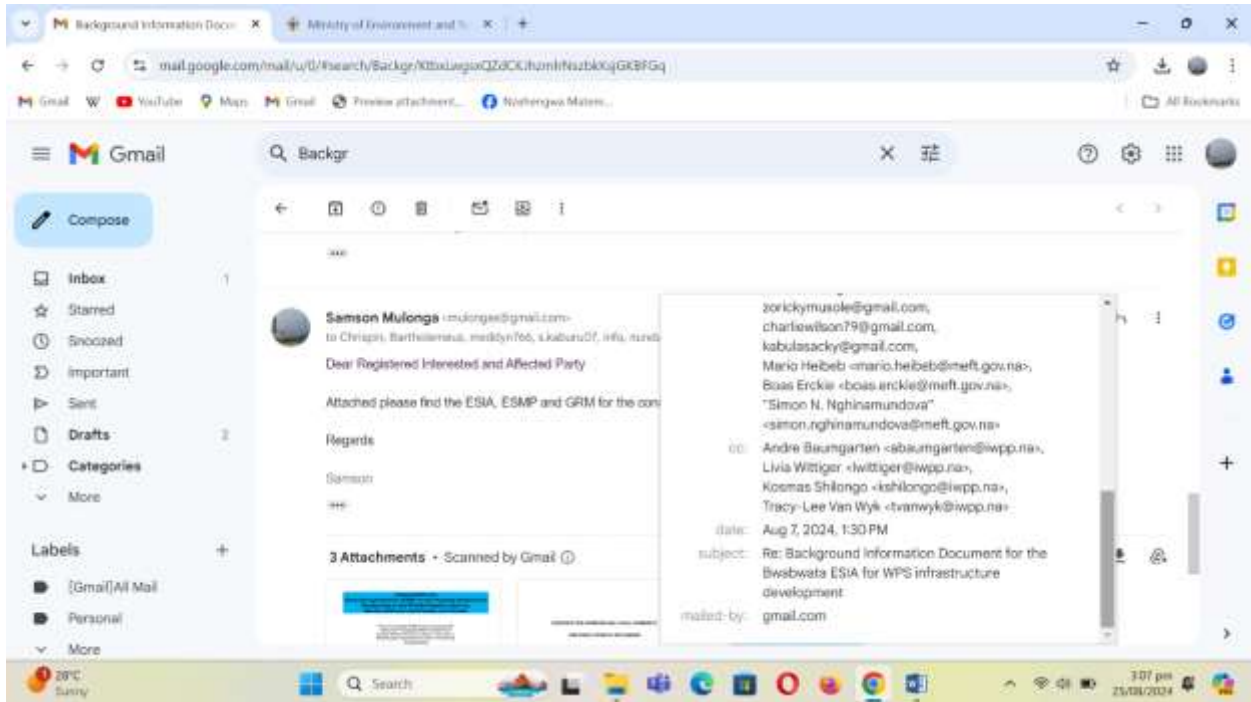 Background Information Docu
Ministry of Environment and
mail.google.com/mail/u/0/#search/Backgr/
Gmail
YouTube
Maps
Gmail
Preview attachment...
All Bookmarks
Gmail
Backgr
Compose
Inbox 1
Starred
Snoozed
Important
Sent
Drafts 2
Categories
More
Labels
[Gmail]All Mail
Personal
More
Samson Mulonga
to Chrispin,
Dear Registered Interested and Affected Party
Attached please find the ESIA, ESMP and GRM for the con
Regards
Samson
3 Attachments • Scanned by Gmail
zorickymusole@gmail.com,
charliewilson79@gmail.com,
kabulasacky@gmail.com,
Mario Heibeb <mario.heibeb@meft.gov.na>,
Boas Erckie <boas.erckie@meft.gov.na>,
"Simon N. Nghinamundova"
<simon.nghinamundova@meft.gov.na>
cc: Andre Baumgarten <abaumgarten@iwpp.na>,
Livia Wittiger <lwittiger@iwpp.na>,
Kosmas Shilongo <kshilongo@iwpp.na>,
Tracy-Lee Van Wyk <tvanwyk@iwpp.na>
date: Aug 7, 2024, 1:30 PM
subject: Re: Background Information Document for the
Bwabwata ESIA for WPS infrastructure
development
mailed-by: gmail.com
28°C
Sunny
Search
3:07 pm
25/08/2024